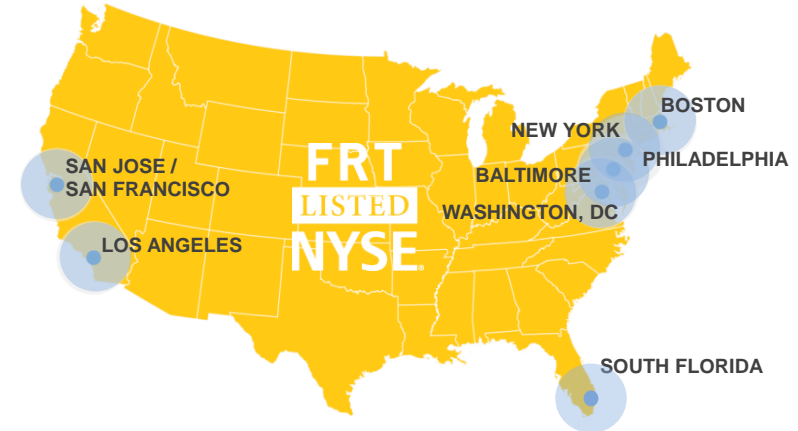 BOSTON
NEW YORK
PHILADELPHIA
BALTIMORE
WASHINGTON, DC
SAN JOSE /
SAN FRANCISCO
FRT
LISTED
NYSE
LOS ANGELES
SOUTH FLORIDA